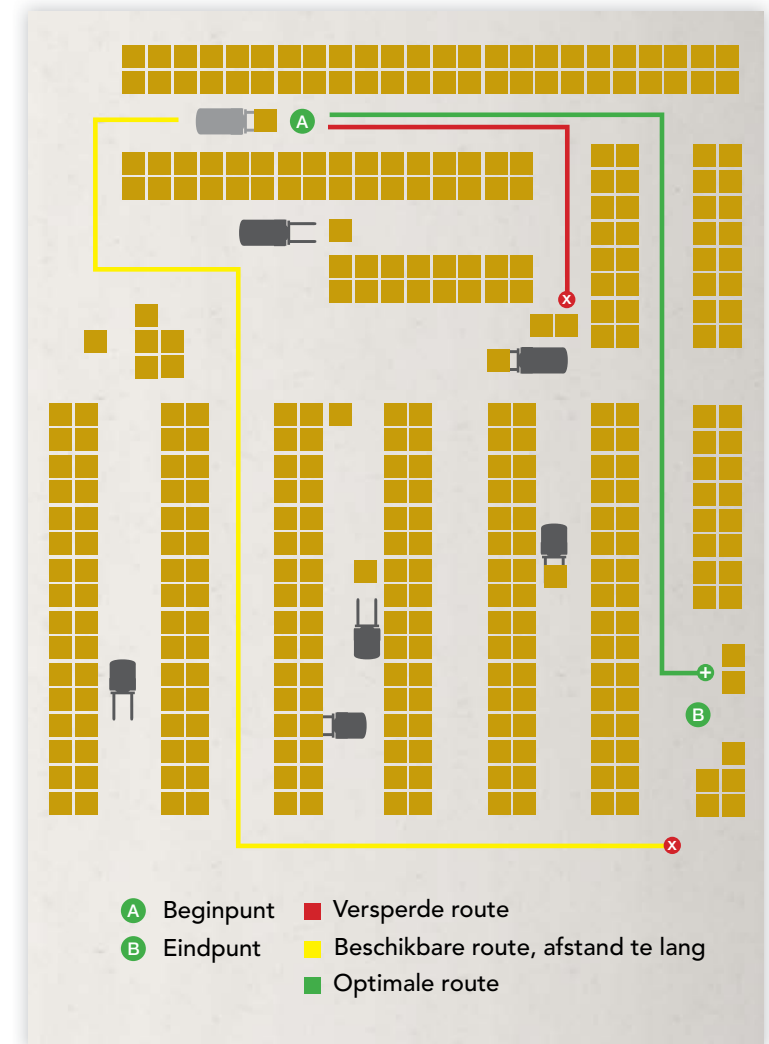 A
X
+
B
X
A Beginpunt
Versperde route
B Eindpunt
Beschikbare route, afstand te lang
Optimale route